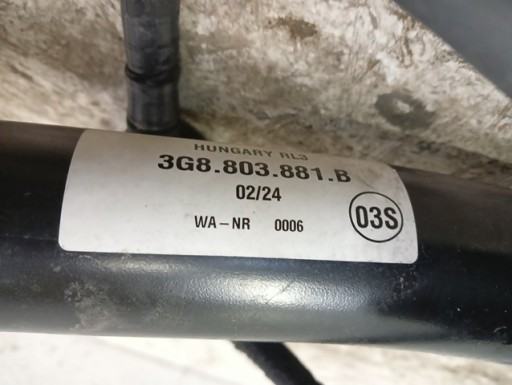 HUNGARY RL3
3G8.803.881.B
02/24
WA-NR 0006
03S